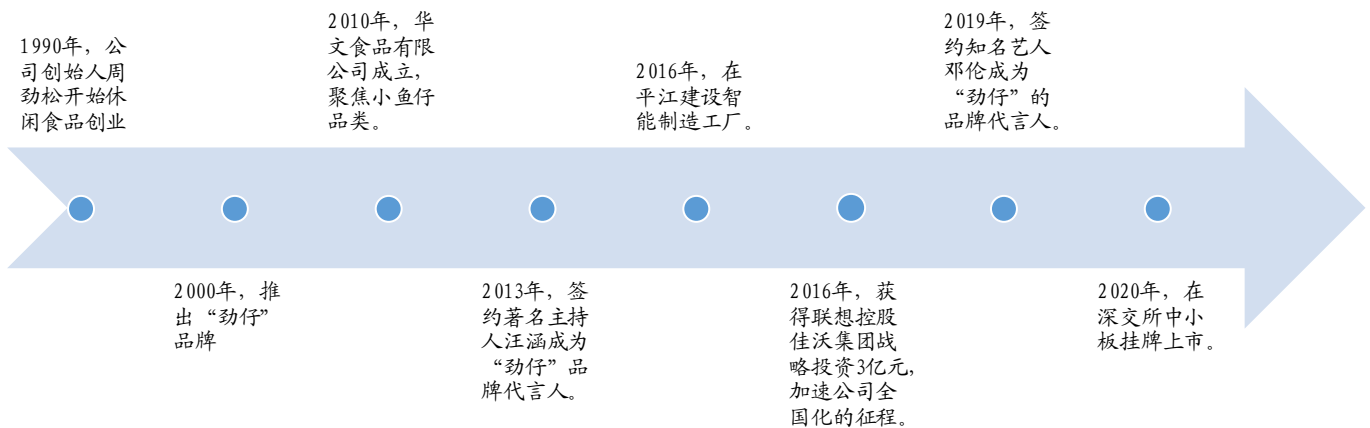 1990年，公
司创始人周
劲松开始休
闲食品创业
2000年，推
出“劲仔”
品牌
2010年，华
文食品有限
公司成立，
聚焦小鱼仔
品类。
2013年，签
约著名主持
人汪涵成为
“劲仔”品
牌代言人。
2016年，在
平江建设智
能制造工厂。
2016年，获
得联想控股
佳沃集团战
略投资3亿元，
加速公司全
国化的征程。
2019年，签
约知名艺人
邓伦成为
“劲仔”的
品牌代言人。
2020年，在
深交所中小
板挂牌上市。